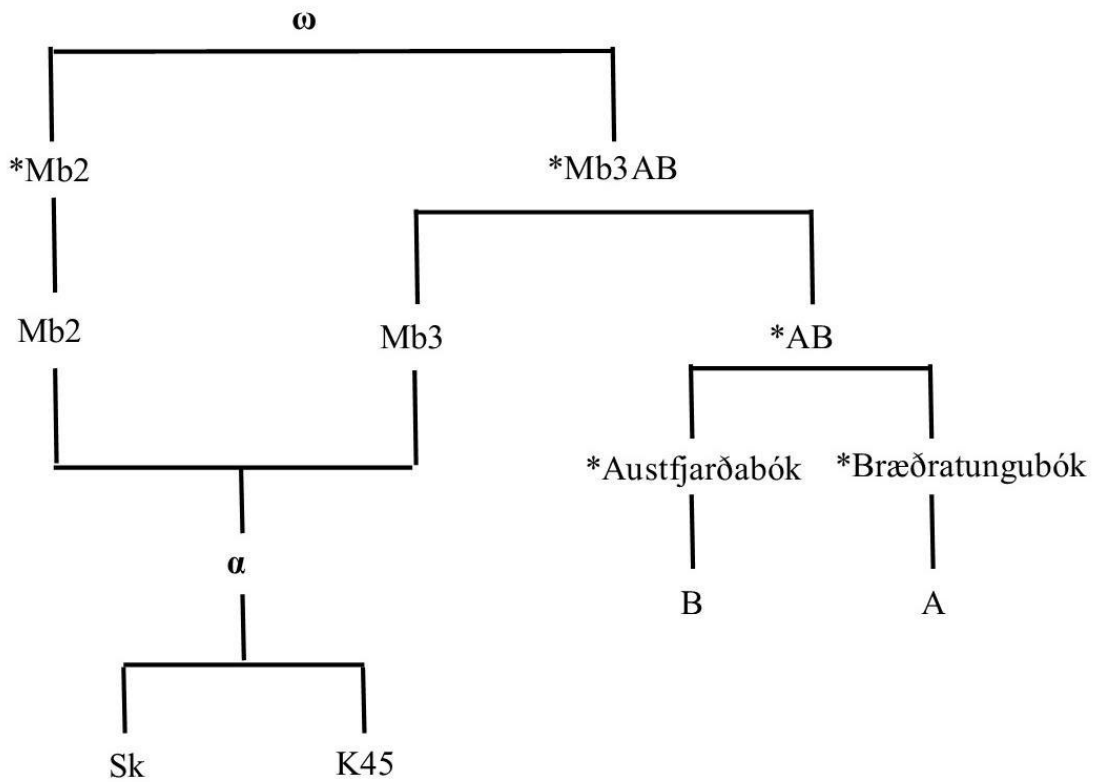 ω
*Mb2 *Mb3AB
Mb2 Mb3 *AB
*Austfjarðabók *Bræðratungubók
α
B A
Sk K45